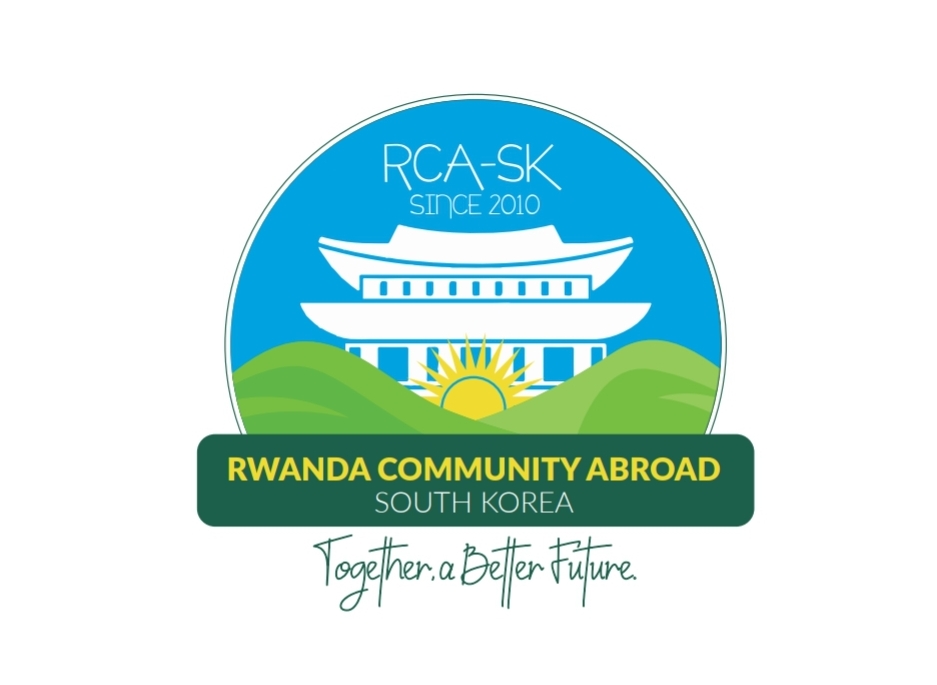 RCA-SK
SINCE 2010
RWANDA COMMUNITY ABROAD
SOUTH KOREA
Together, a Better Future.